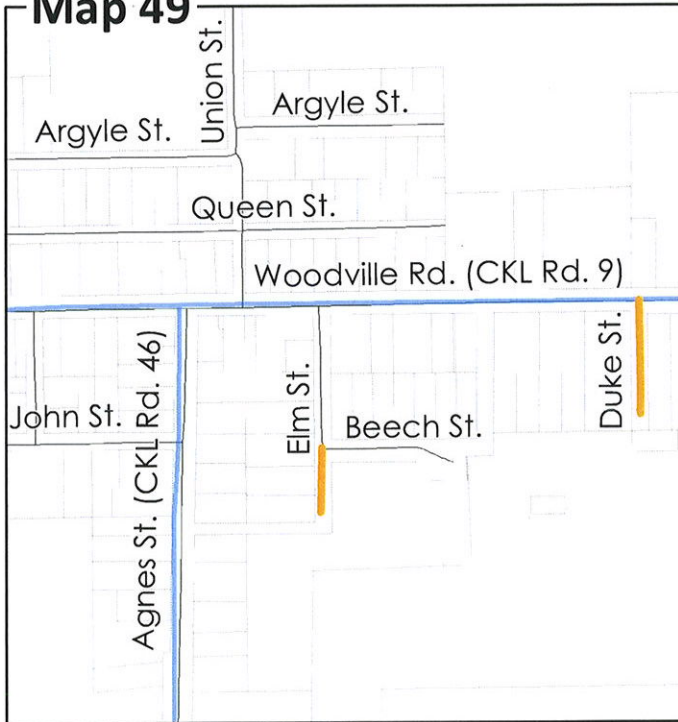 Map 49
Union St.
Argyle St.
Argyle St.
Queen St.
Woodville Rd. (CKL Rd. 9)
Agnes St. (CKL Rd. 46)
Elm St.
Duke St.
John St.
Beech St.